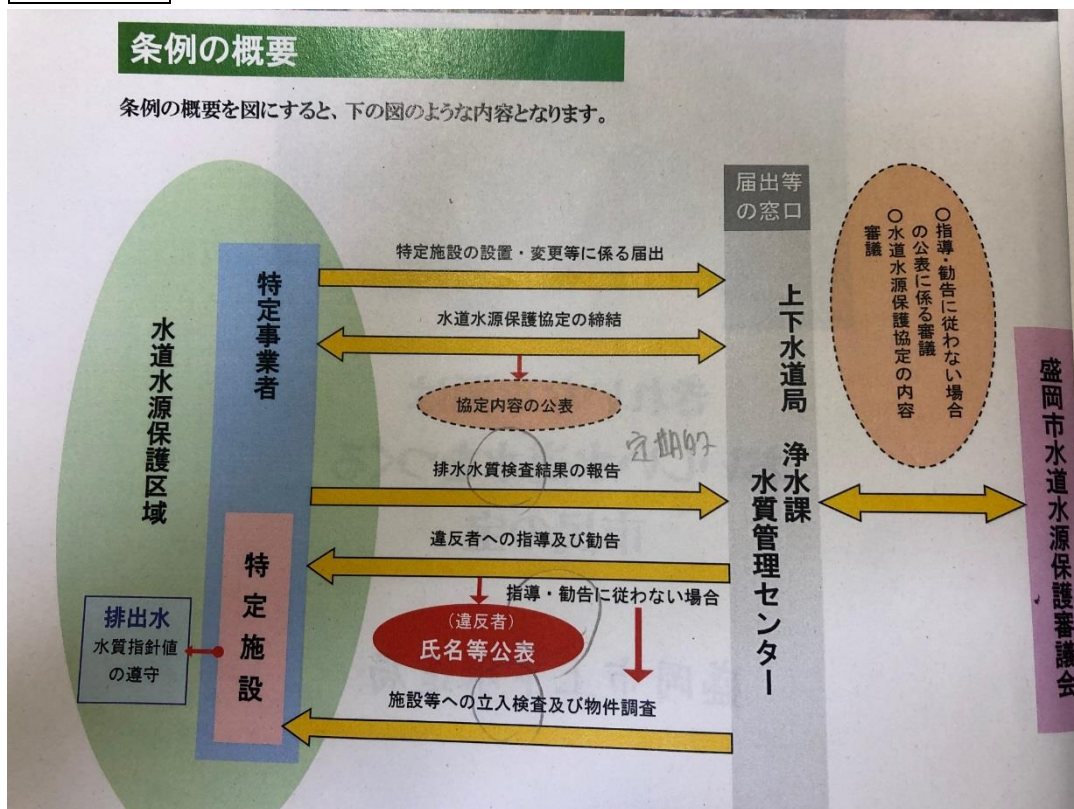 条例の概要
条例の概要を図にすると、下の図のような内容となります。
届出等
の窓口
○指導・勧告に従わない場合
の公表に係る審議
○水道水源保護協定の内容
審議
特定施設の設置・変更等に係る届出
水道水源保護協定の締結
協定内容の公表
定期的
排水水質検査結果の報告
違反者への指導及び勧告
指導・勧告に従わない場合
(違反者)
氏名等公表
施設等への立入検査及び物件調査
水道水源保護区域
特定事業者
特定施設
排出水
水質指針値
の遵守
上下水道局 浄水課
水質管理センター
盛岡市水道水源保護審議会